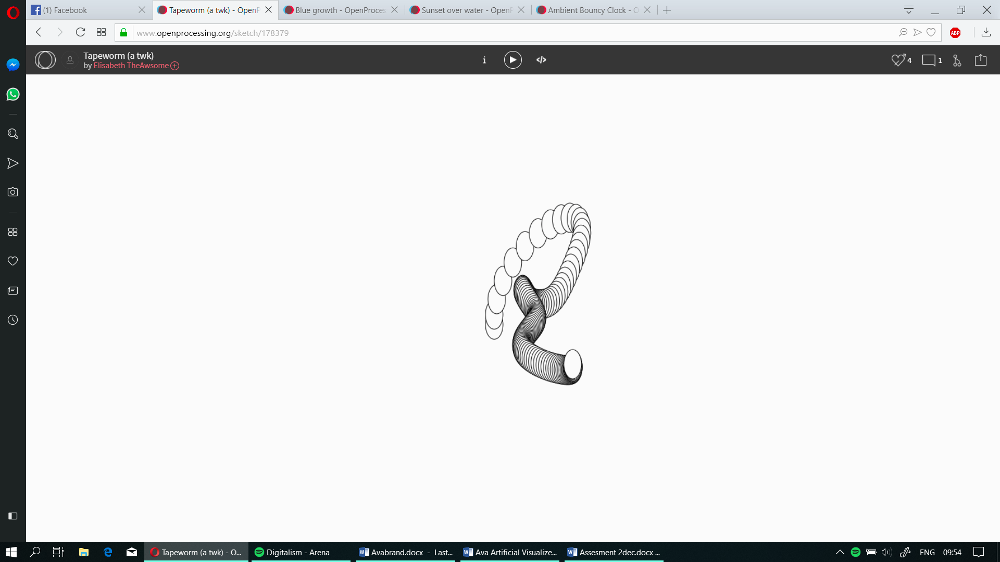 (1) Facebook
Tapeworm (a twk) - OpenP
Blue growth - OpenProces
Sunset over water - OpenP
Ambient Bouncy Clock - O
www.openprocessing.org/sketch/178379
ABP
Tapeworm (a twk)
by Elisabeth TheAwsome
i
</>
4
1
Tapeworm (a twk) - O...
Digitalism - Arena
Avabrand.docx - Last...
Ava Artificial Visualize...
Assesment 2dec.docx ...
ENG
09:54